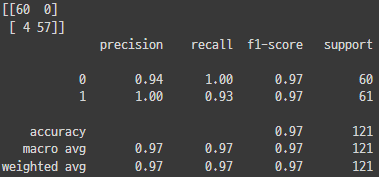 [[60  0]
 [ 4 57]]
              precision    recall  f1-score   support

           0       0.94      1.00      0.97        60
           1       1.00      0.93      0.97        61

    accuracy                           0.97       121
   macro avg       0.97      0.97      0.97       121
weighted avg       0.97      0.97      0.97       121